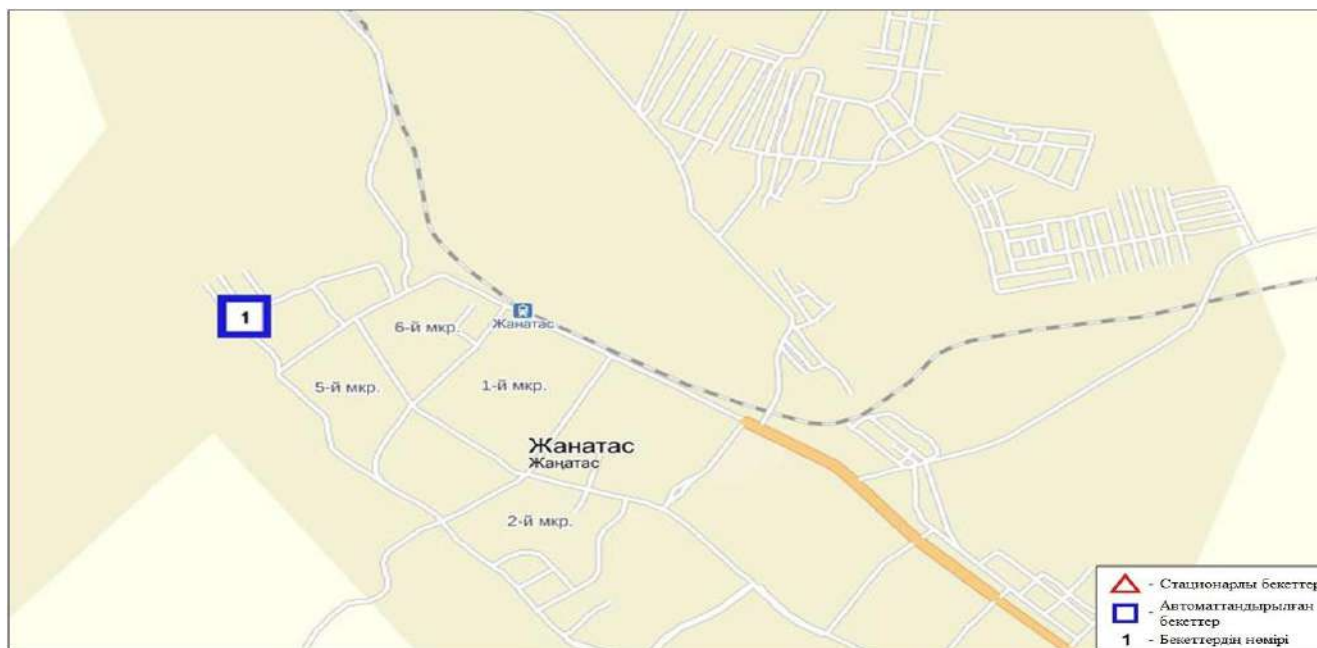 1
Жанатас
6-й мкр.
5-й мкр.
1-й мкр.
Жанатас
Жаңатас
2-й мкр.
- Стационарлы бекеттер
- Автоматтандырылған
бекеттер
1 - Бекеттердің нөмірі